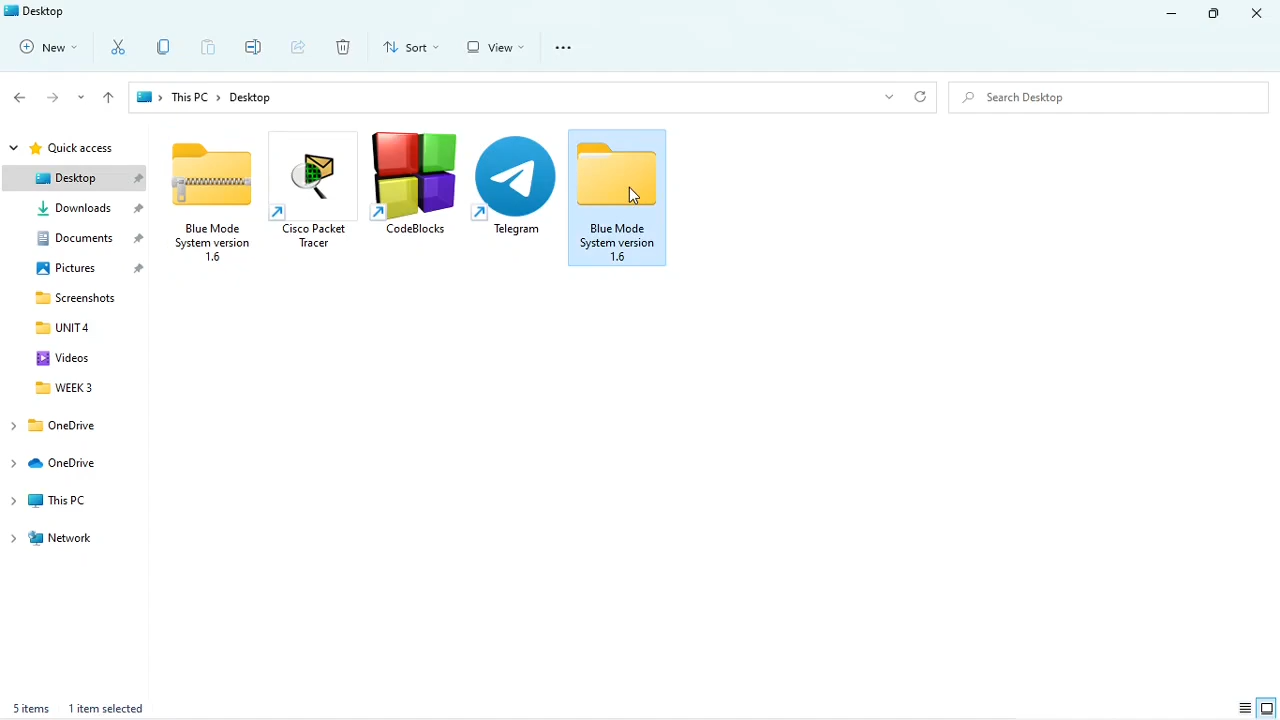 Desktop
New
Sort
View
This PC
Desktop
Search Desktop
Quick access
Desktop
Downloads
Documents
Pictures
Screenshots
UNIT 4
Videos
WEEK 3
OneDrive
OneDrive
This PC
Network
Blue Mode
System version
1.6
Cisco Packet
Tracer
CodeBlocks
Telegram
Blue Mode
System version
1.6
5 items
1 item selected